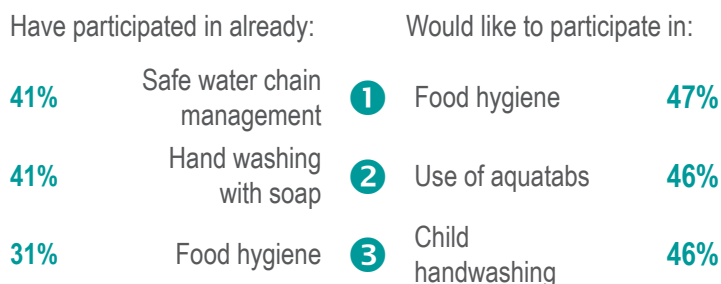 Have participated in already: Would like to participate in:
41% Safe water chain management 1 Food hygiene 47%
41% Hand washing with soap 2 Use of aquatabs 46%
31% Food hygiene 3 Child handwashing 46%